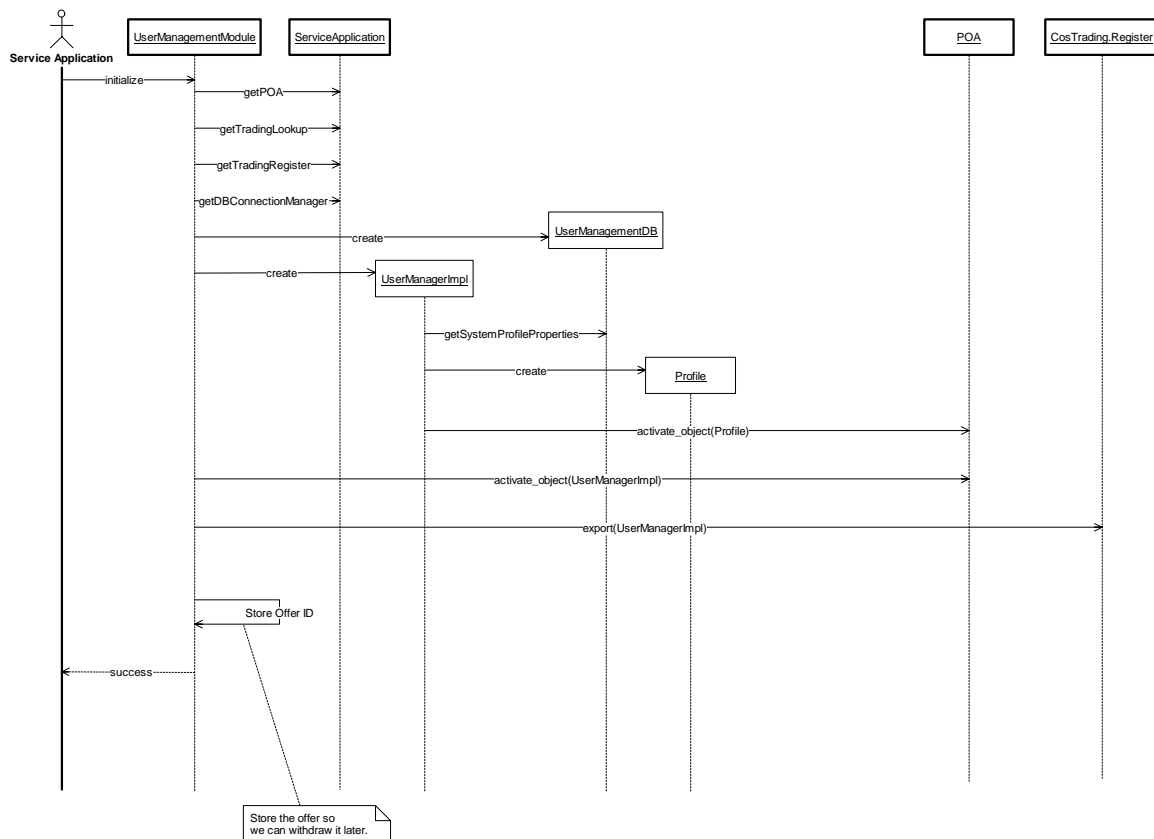 UserManagementModule
ServiceApplication
POA
CosTrading.Register
Service Application
initialize
getPOA
getTradingLookup
getTradingRegister
getDBConnectionManager
UserManagementDB
create
UserManagerImpl
create
getSystemProfileProperties
create
Profile
activate_object(Profile)
activate_object(UserManagerImpl)
export(UserManagerImpl)
Store Offer ID
success
Store the offer so
we can withdraw it later.